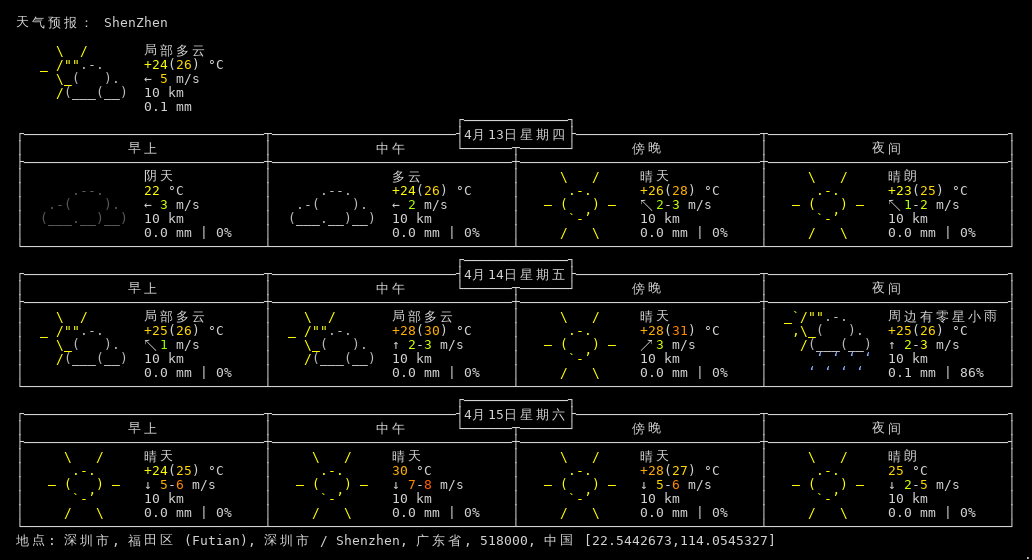 天气预报： ShenZhen
局部多云
+24(26) °C
← 5 m/s
10 km
0.1 mm
4月13日星期四
早上 中午 傍晚 夜间
阴天 多云 晴天 晴朗
22 °C +24(26) °C +26(28) °C +23(25) °C
← 3 m/s ← 2 m/s ↖ 2-3 m/s ↖ 1-2 m/s
10 km 10 km 10 km 10 km
0.0 mm | 0% 0.0 mm | 0% 0.0 mm | 0% 0.0 mm | 0%
4月14日星期五
早上 中午 傍晚 夜间
局部多云 局部多云 晴天 周边有零星小雨
+25(26) °C +28(30) °C +28(31) °C +25(26) °C
↖ 1 m/s ↑ 2-3 m/s ↗ 3 m/s ↑ 2-3 m/s
10 km 10 km 10 km 10 km
0.0 mm | 0% 0.0 mm | 0% 0.0 mm | 0% 0.1 mm | 86%
4月15日星期六
早上 中午 傍晚 夜间
晴天 晴天 晴天 晴朗
+24(25) °C 30 °C +28(27) °C 25 °C
↓ 5-6 m/s ↓ 7-8 m/s ↓ 5-6 m/s ↓ 2-5 m/s
10 km 10 km 10 km 10 km
0.0 mm | 0% 0.0 mm | 0% 0.0 mm | 0% 0.0 mm | 0%
地点: 深圳市, 福田区 (Futian), 深圳市 / Shenzhen, 广东省, 518000, 中国 [22.5442673,114.0545327]